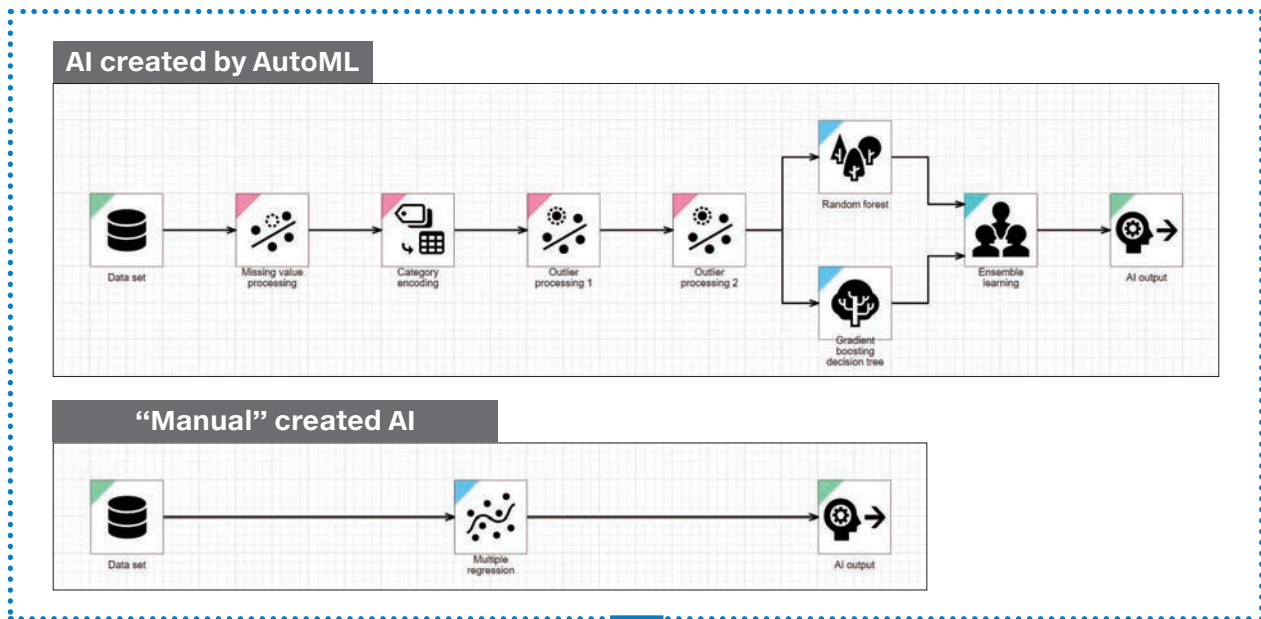 AI created by AutoML
Random forest
Data set
Missing value
processing
Category
encoding
Outlier
processing 1
Outlier
processing 2
Ensemble
learning
AI output
Gradient
boosting
decision tree
“Manual” created AI
Data set
Multiple
regression
AI output